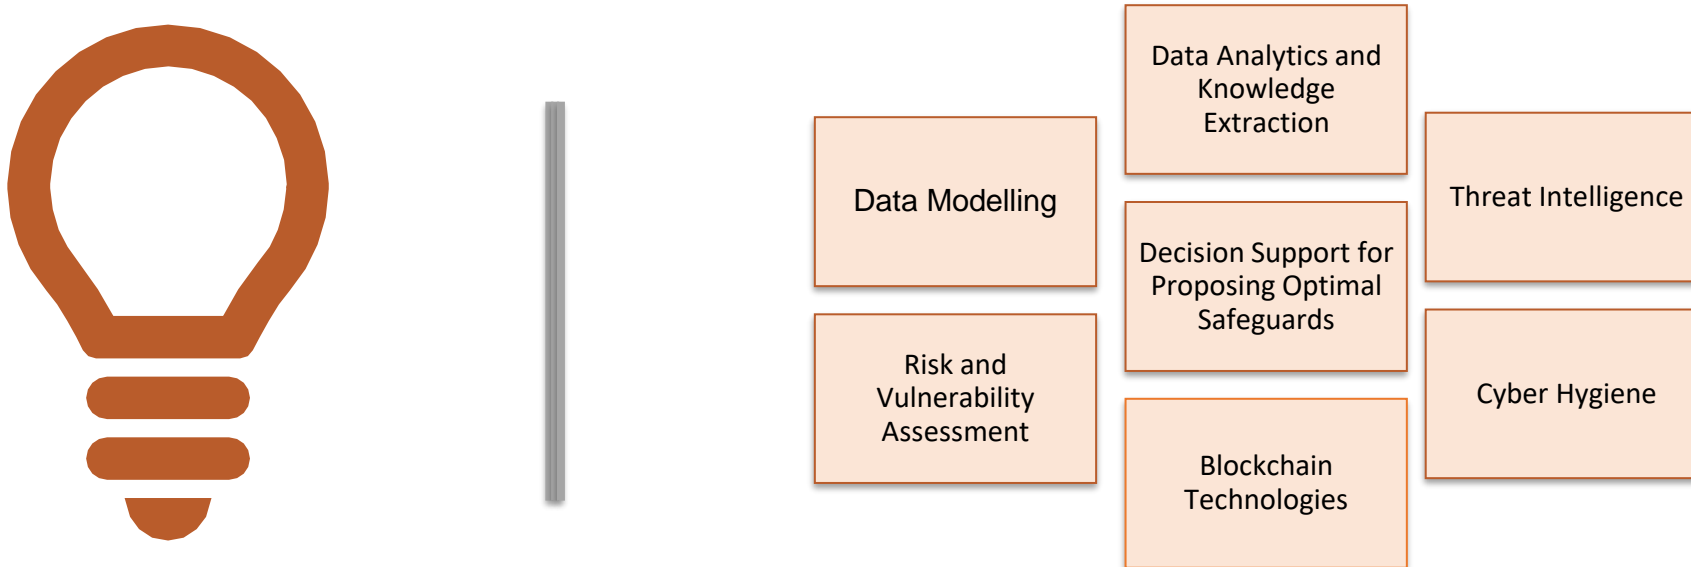 Data Modelling
Risk and
Vulnerability
Assessment
Data Analytics and
Knowledge
Extraction
Decision Support for
Proposing Optimal
Safeguards
Blockchain
Technologies
Threat Intelligence
Cyber Hygiene